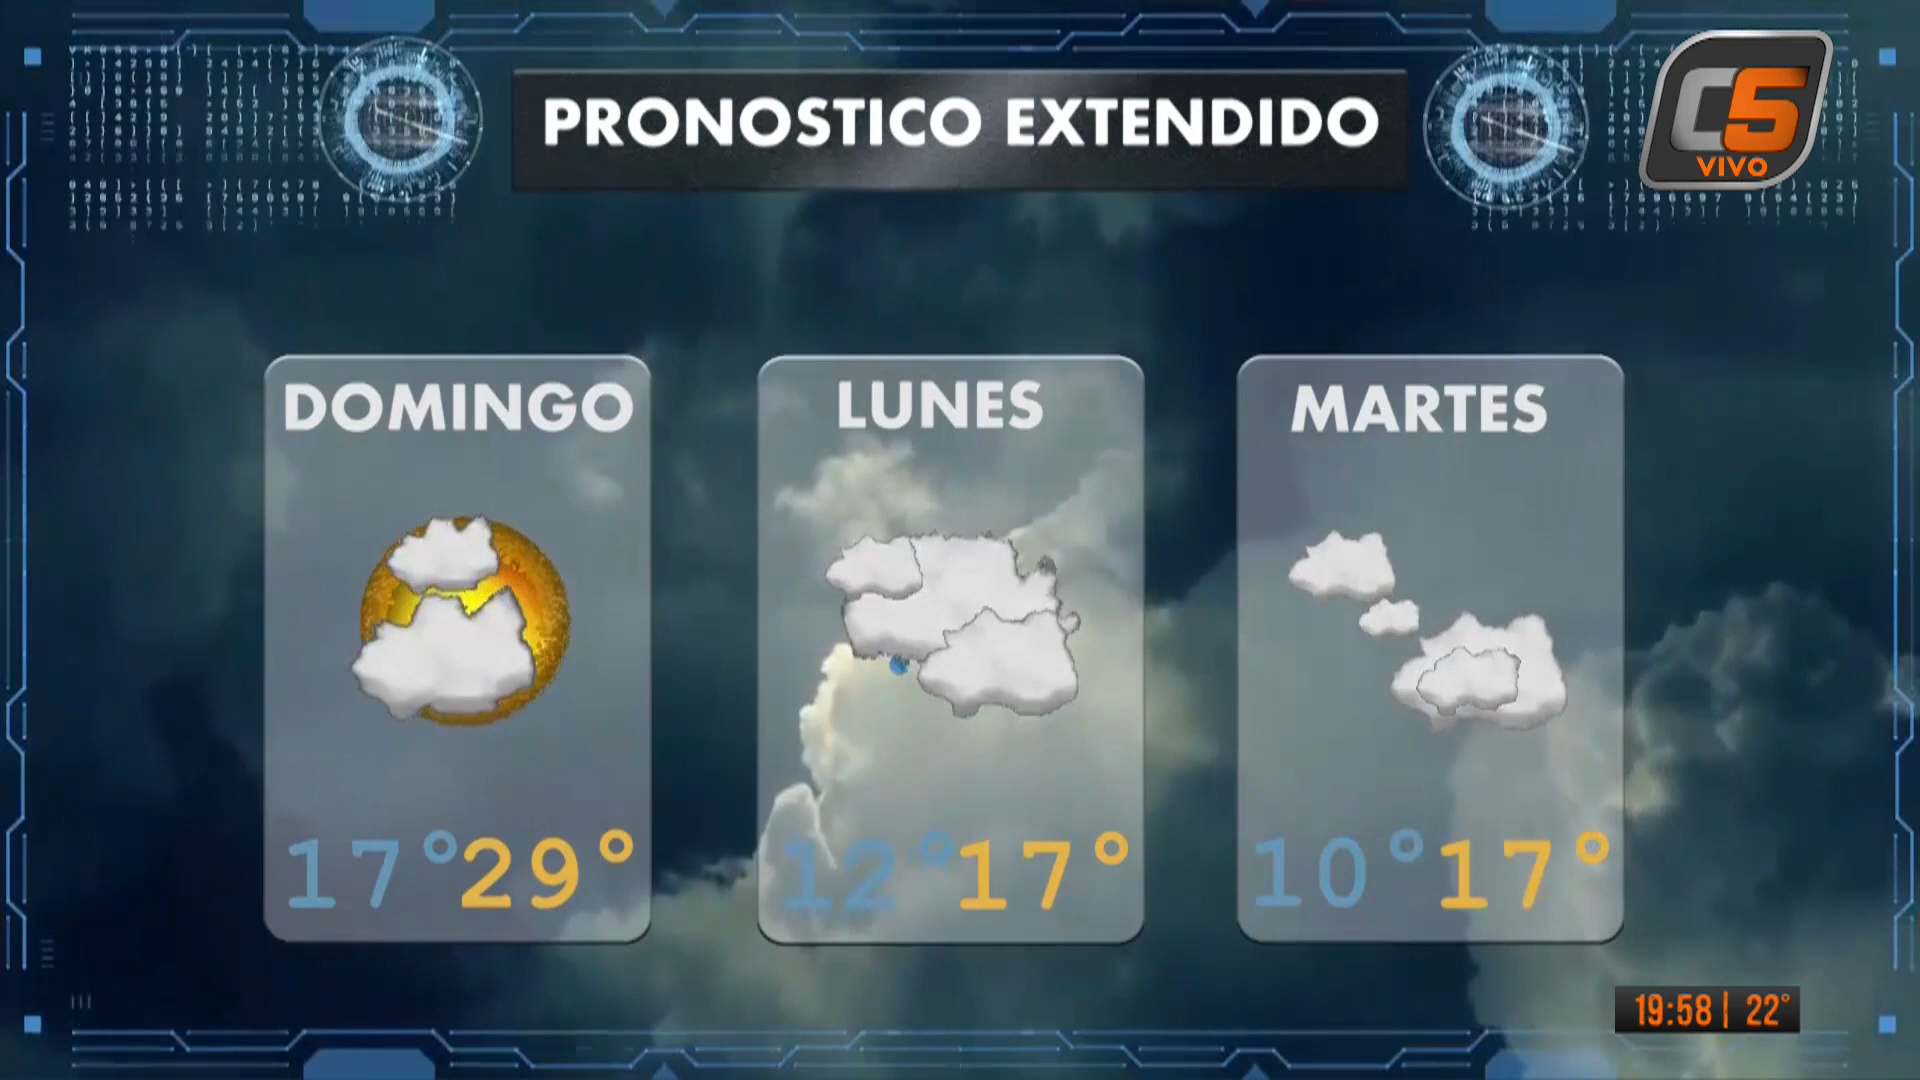 PRONOSTICO EXTENDIDO
C5
VIVO
DOMINGO
LUNES
MARTES
17°29°
12°17°
10°17°
19:58| 22°